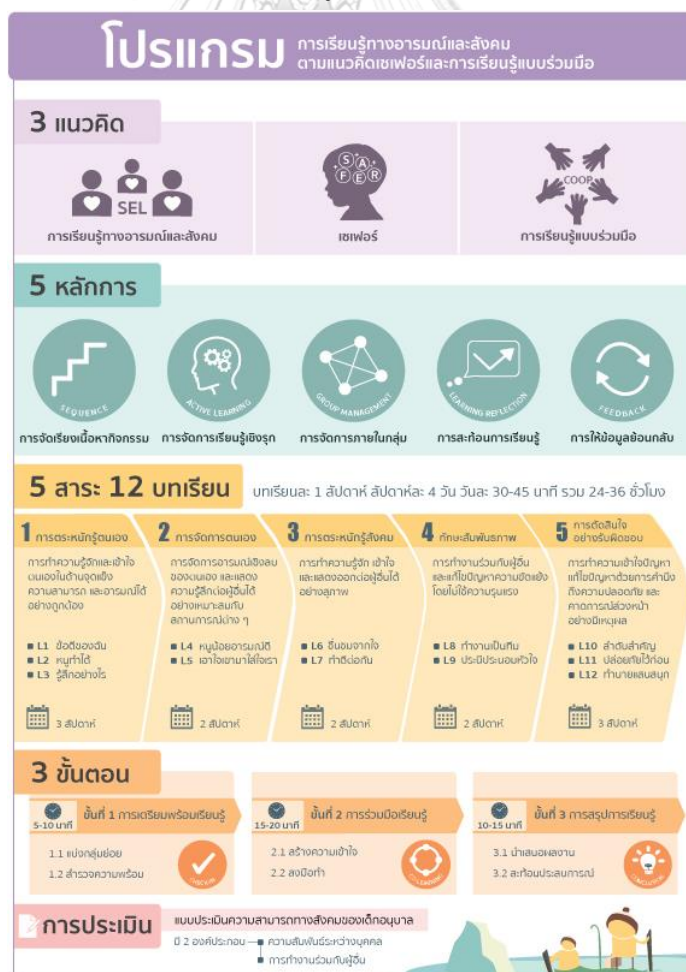 โปรแกรม
การเรียนรู้ทางอารมณ์และสังคม
ตามแนวคิดเซเฟอร์และการเรียนรู้แบบร่วมมือ
3 แนวคิด
SEL
SAFER
COOP
การเรียนรู้ทางอารมณ์และสังคม
เซเฟอร์
การเรียนรู้แบบร่วมมือ
5 หลักการ
SEQUENCE
ACTIVE LEARNING
GROUP MANAGEMENT
LEARNING REFLECTION
FEEDBACK
การจัดเรียงเนื้อหากิจกรรม
การจัดการเรียนรู้เชิงรุก
การจัดการภายในกลุ่ม
การสะท้อนการเรียนรู้
การให้ข้อมูลย้อนกลับ
5 สาระ 12 บทเรียน
บทเรียนละ 1 สัปดาห์ สัปดาห์ละ 4 วัน วันละ 30-45 นาที รวม 24-36 ชั่วโมง
1 การตระหนักรู้ตนเอง
การทำความรู้จักและเข้าใจ
ตนเองในด้านจุดแข็ง
ความสามารถ และอารมณ์ได้
อย่างถูกต้อง
L1 ข้อดีของฉัน
L2 หนูทำได้
L3 รู้สึกอย่างไร
3 สัปดาห์
2 การจัดการตนเอง
การจัดการอารมณ์เชิงลบ
ของตนเอง และแสดง
ความรู้สึกต่อผู้อื่นได้
อย่างเหมาะสมกับ
สถานการณ์ต่าง ๆ
L4 หนูน้อยอารมณ์ดี
L5 เอาใจเขามาใส่ใจเรา
2 สัปดาห์
3 การตระหนักรู้สังคม
การทำความรู้จัก เข้าใจ
และแสดงออกต่อผู้อื่นได้
อย่างสุภาพ
L6 ชื่นชมจากใจ
L7 ทำดีต่อกัน
2 สัปดาห์
4 ทักษะสัมพันธภาพ
การทำงานร่วมกับผู้อื่น
และแก้ไขปัญหาความขัดแย้ง
โดยไม่ใช้ความรุนแรง
L8 ทำงานเป็นทีม
L9 ประนีประนอมหัวใจ
2 สัปดาห์
5 การตัดสินใจ
อย่างรับผิดชอบ
การทำความเข้าใจปัญหา
แก้ไขปัญหาด้วยการคำนึง
ถึงความปลอดภัย และ
คาดการณ์ล่วงหน้า
อย่างมีเหตุผล
L10 ลำดับสำคัญ
L11 ปลอดภัยไว้ก่อน
L12 ทำนายแสนสนุก
3 สัปดาห์
3 ขั้นตอน
5-10 นาที
ขั้นที่ 1 การเตรียมพร้อมเรียนรู้
1.1 แบ่งกลุ่มย่อย
1.2 สำรวจความพร้อม
15-20 นาที
ขั้นที่ 2 การร่วมมือเรียนรู้
2.1 สร้างความเข้าใจ
2.2 ลงมือทำ
10-15 นาที
ขั้นที่ 3 การสรุปการเรียนรู้
3.1 นำเสนอผลงาน
3.2 สะท้อนประสบการณ์
การประเมิน
แบบประเมินความสามารถทางสังคมของเด็กอนุบาล
มี 2 องค์ประกอบ
ความสัมพันธ์ระหว่างบุคคล
การทำงานร่วมกับผู้อื่น